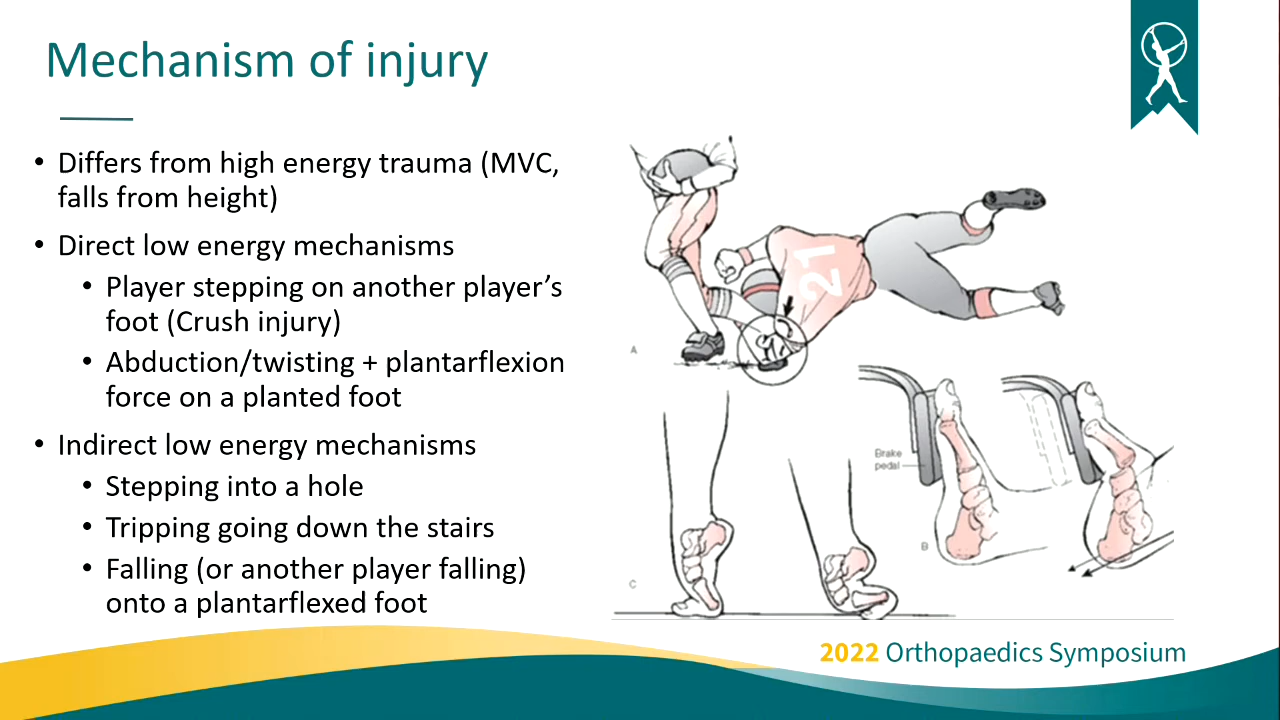 Mechanism of injury
• Differs from high energy trauma (MVC,
falls from height)
• Direct low energy mechanisms
• Player stepping on another player’s
foot (Crush injury)
• Abduction/twisting + plantarflexion
force on a planted foot
• Indirect low energy mechanisms
• Stepping into a hole
• Tripping going down the stairs
• Falling (or another player falling)
onto a plantarflexed foot
21
A
Brake
pedal
B
C
2022 Orthopaedics Symposium